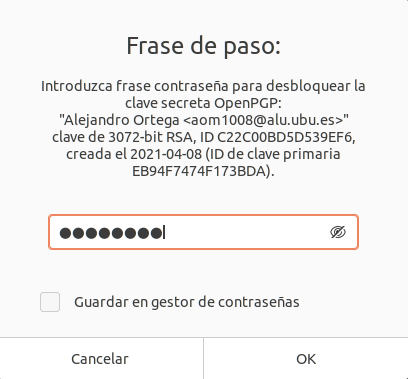 Frase de paso:
Introduzca frase contraseña para desbloquear la
clave secreta OpenPGP:
"Alejandro Ortega <aom1008@alu.ubu.es>"
clave de 3072-bit RSA, ID C22C00BD5D539EF6,
creada el 2021-04-08 (ID de clave primaria
EB94F7474F173BDA).
●●●●●●●●
Guardar en gestor de contraseñas
Cancelar
OK